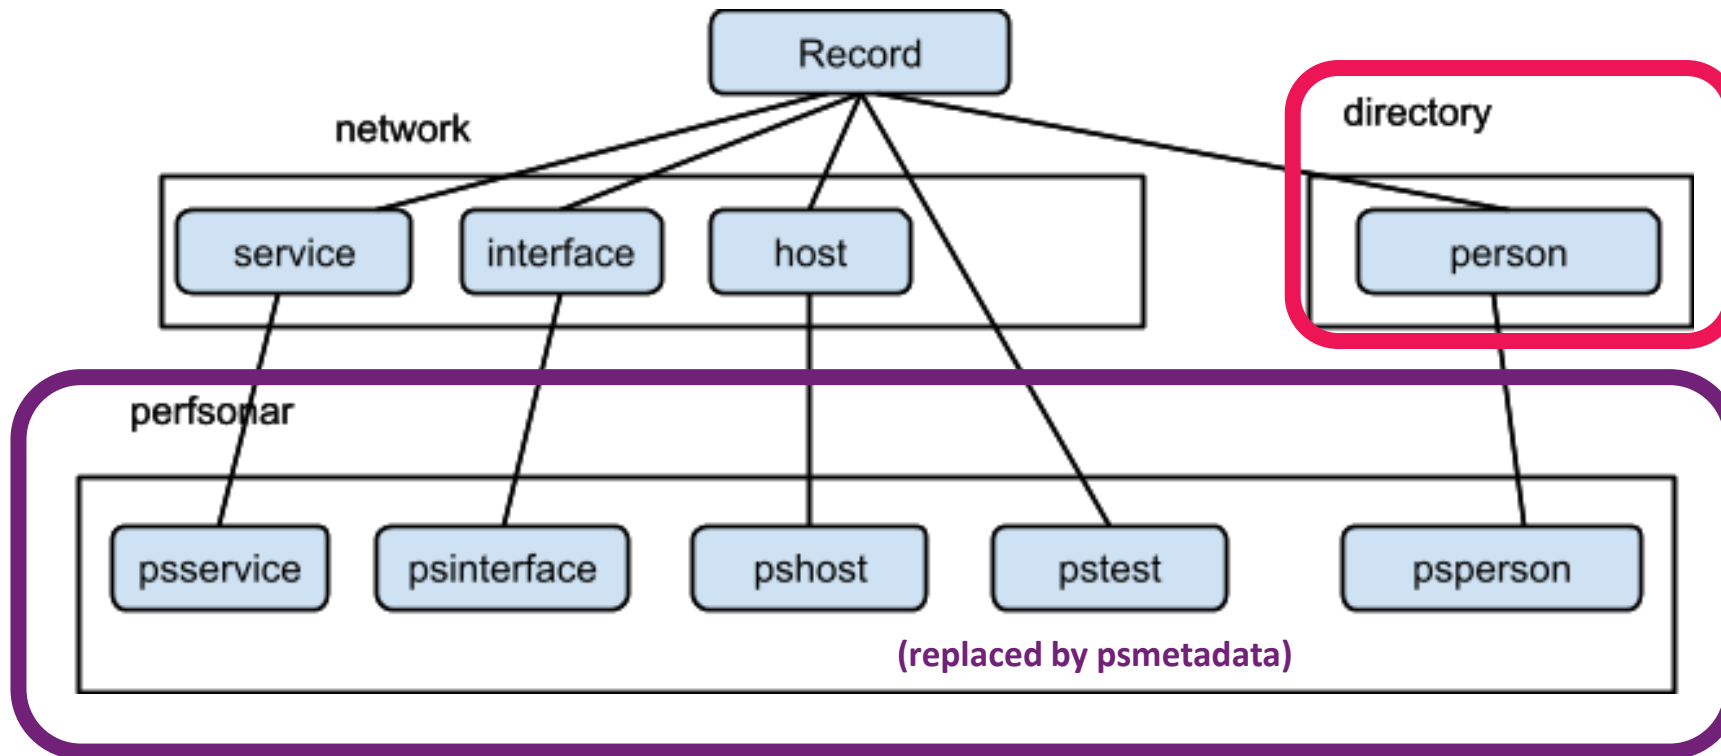 Record
network
directory
service
interface
host
person
perfsonar
psservice
psinterface
pshost
pstest
psperson
(replaced by psmetadata)